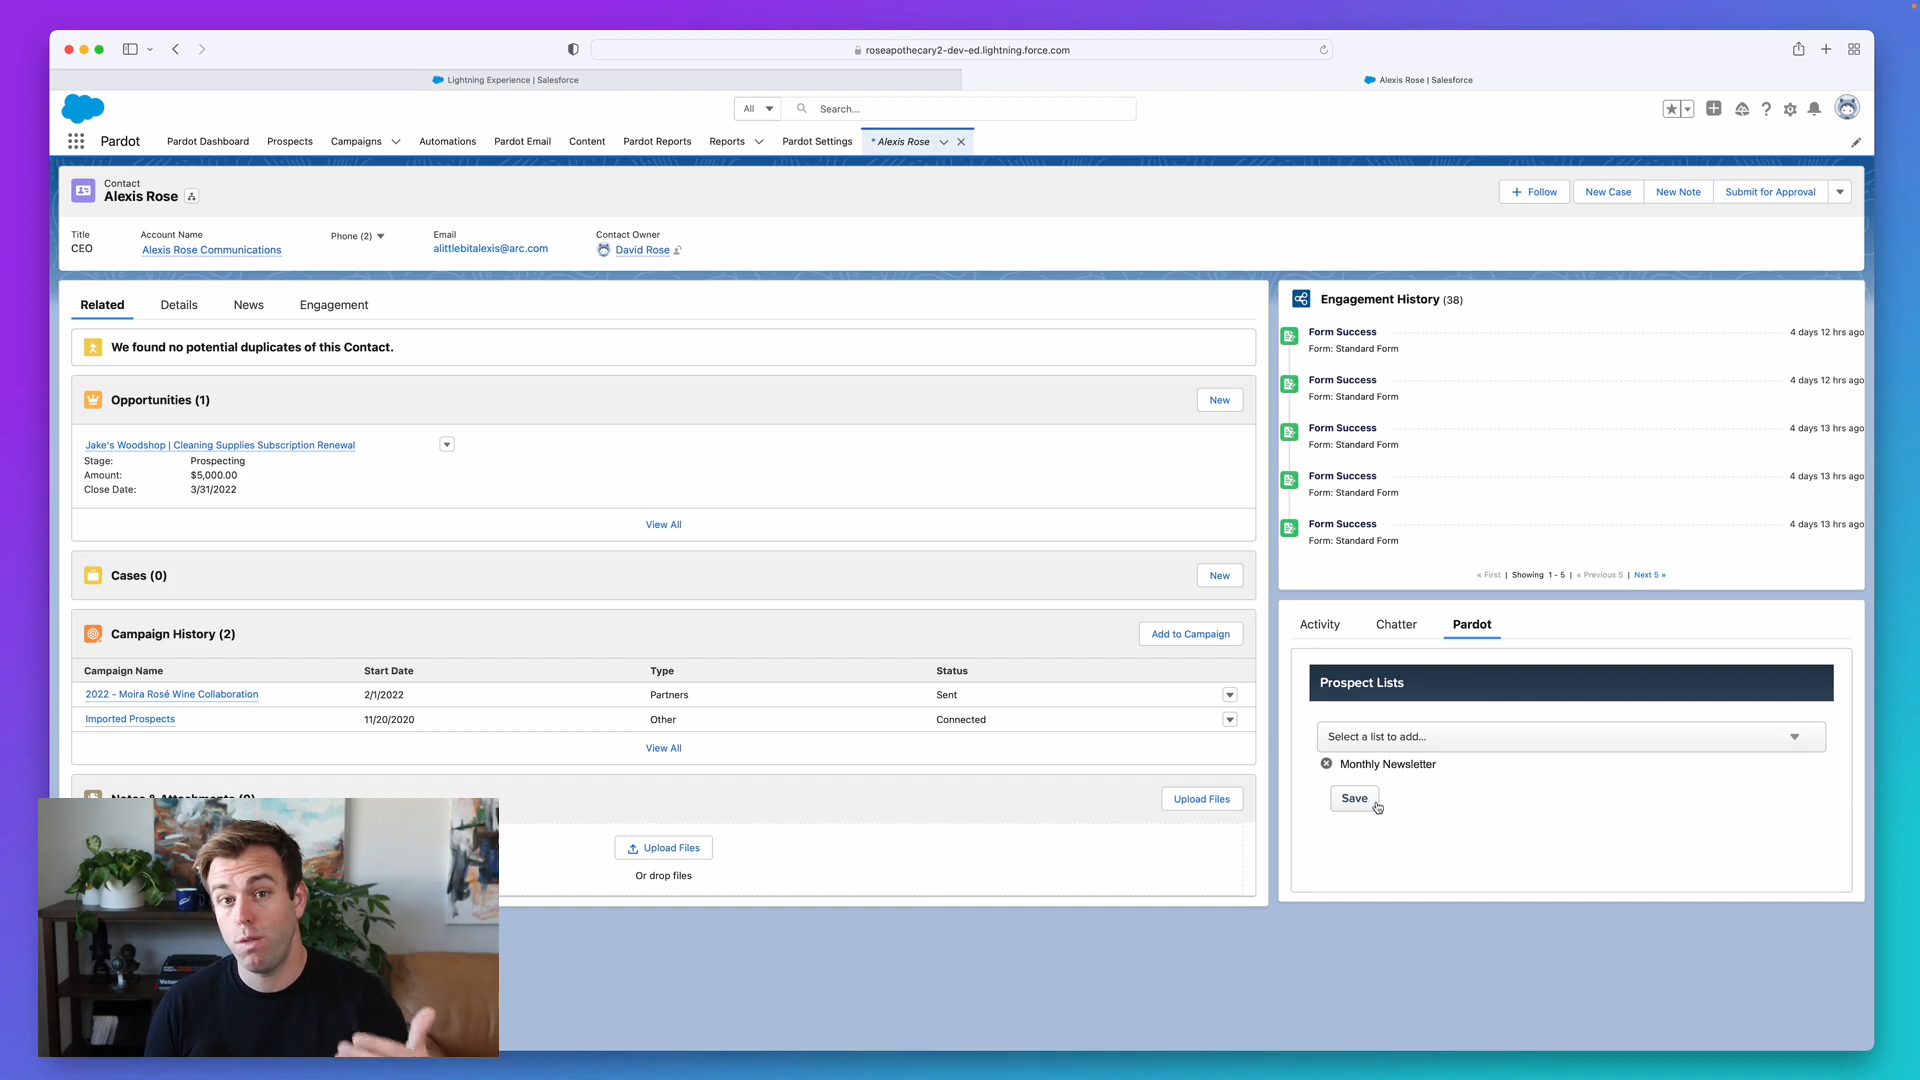 roseapothecary2-dev-ed.lightning.force.com
Lightning Experience | Salesforce
Alexis Rose | Salesforce
All
Search...
Pardot
Pardot Dashboard
Prospects
Campaigns
Automations
Pardot Email
Content
Pardot Reports
Reports
Pardot Settings
* Alexis Rose
Contact
Alexis Rose
+ Follow
New Case
New Note
Submit for Approval
Title
CEO
Account Name
Alexis Rose Communications
Phone (2)
Email
alittlebitalexis@arc.com
Contact Owner
David Rose
Related
Details
News
Engagement
We found no potential duplicates of this Contact.
Opportunities (1)
New
Jake's Woodshop | Cleaning Supplies Subscription Renewal
Stage: Prospecting
Amount: $5,000.00
Close Date: 3/31/2022
View All
Cases (0)
New
Campaign History (2)
Add to Campaign
Campaign Name Start Date Type Status
2022 - Moira Rosé Wine Collaboration 2/1/2022 Partners Sent
Imported Prospects 11/20/2020 Other Connected
View All
Notes & Attachments (0)
Upload Files
Upload Files
Or drop files
Engagement History (38)
Form Success 4 days 12 hrs ago
Form: Standard Form
Form Success 4 days 12 hrs ago
Form: Standard Form
Form Success 4 days 13 hrs ago
Form: Standard Form
Form Success 4 days 13 hrs ago
Form: Standard Form
Form Success 4 days 13 hrs ago
Form: Standard Form
« First | Showing 1 - 5 | « Previous 5 | Next 5 »
Activity
Chatter
Pardot
Prospect Lists
Select a list to add...
Monthly Newsletter
Save